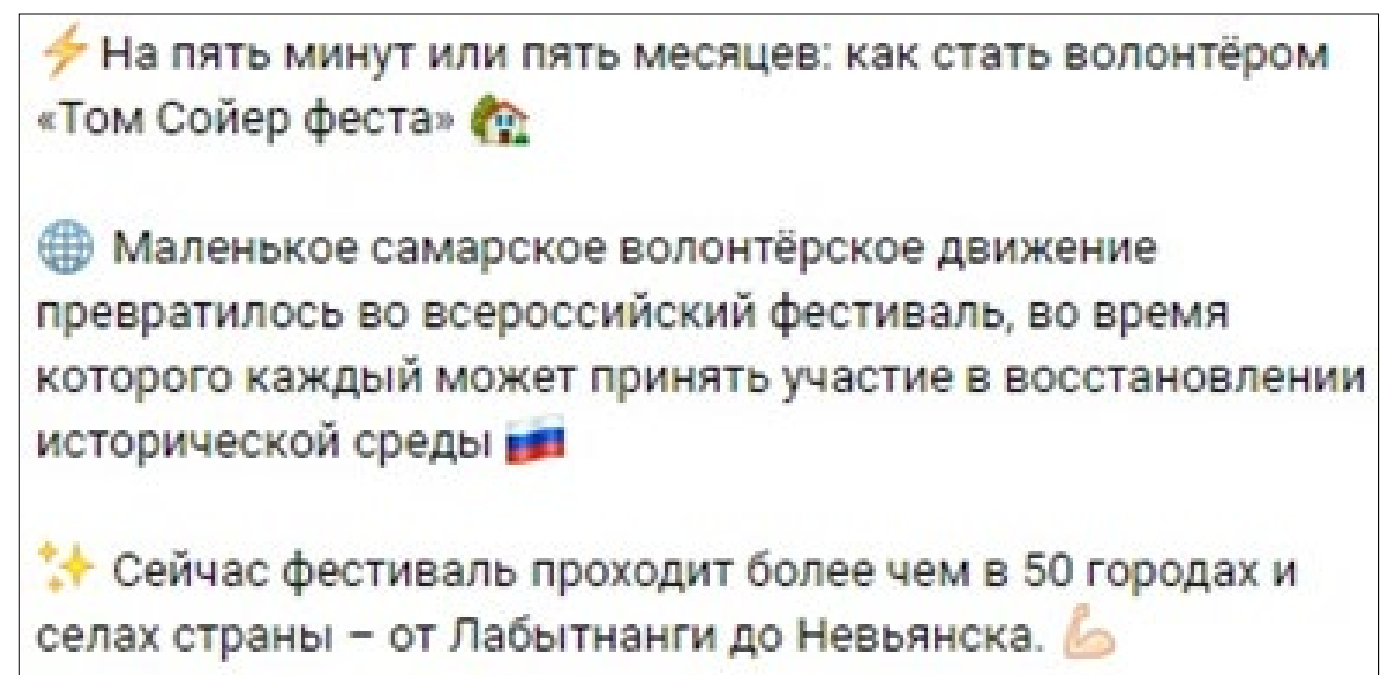 ⚡ На пять минут или пять месяцев: как стать волонтёром
«Том Сойер феста» 🏡
🌐 Маленькое самарское волонтёрское движение
превратилось во всероссийский фестиваль, во время
которого каждый может принять участие в восстановлении
исторической среды 🇷🇺
✨ Сейчас фестиваль проходит более чем в 50 городах и
селах страны – от Лабытнанги до Невьянска. 💪🏻